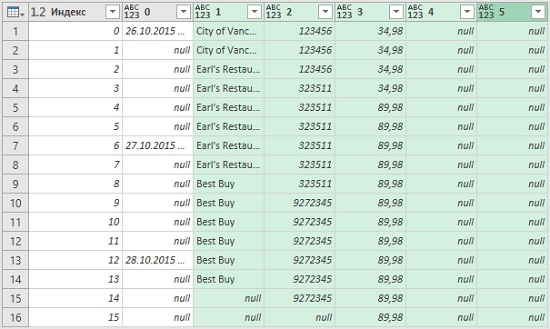 1.2 Индекс ABC 123 0 ABC 123 1 ABC 123 2 ABC 123 3 ABC 123 4 ABC 123 5
1 0 26.10.2015 ... City of Vanc... 123456 34,98 null null
2 1 null City of Vanc... 123456 34,98 null null
3 2 null Earl's Restau... 123456 34,98 null null
4 3 null Earl's Restau... 323511 34,98 null null
5 4 null Earl's Restau... 323511 89,98 null null
6 5 null Earl's Restau... 323511 89,98 null null
7 6 27.10.2015 ... Earl's Restau... 323511 89,98 null null
8 7 null Earl's Restau... 323511 89,98 null null
9 8 null Best Buy 323511 89,98 null null
10 9 null Best Buy 9272345 89,98 null null
11 10 null Best Buy 9272345 89,98 null null
12 11 null Best Buy 9272345 89,98 null null
13 12 28.10.2015 ... Best Buy 9272345 89,98 null null
14 13 null Best Buy 9272345 89,98 null null
15 14 null null 9272345 89,98 null null
16 15 null null null 89,98 null null